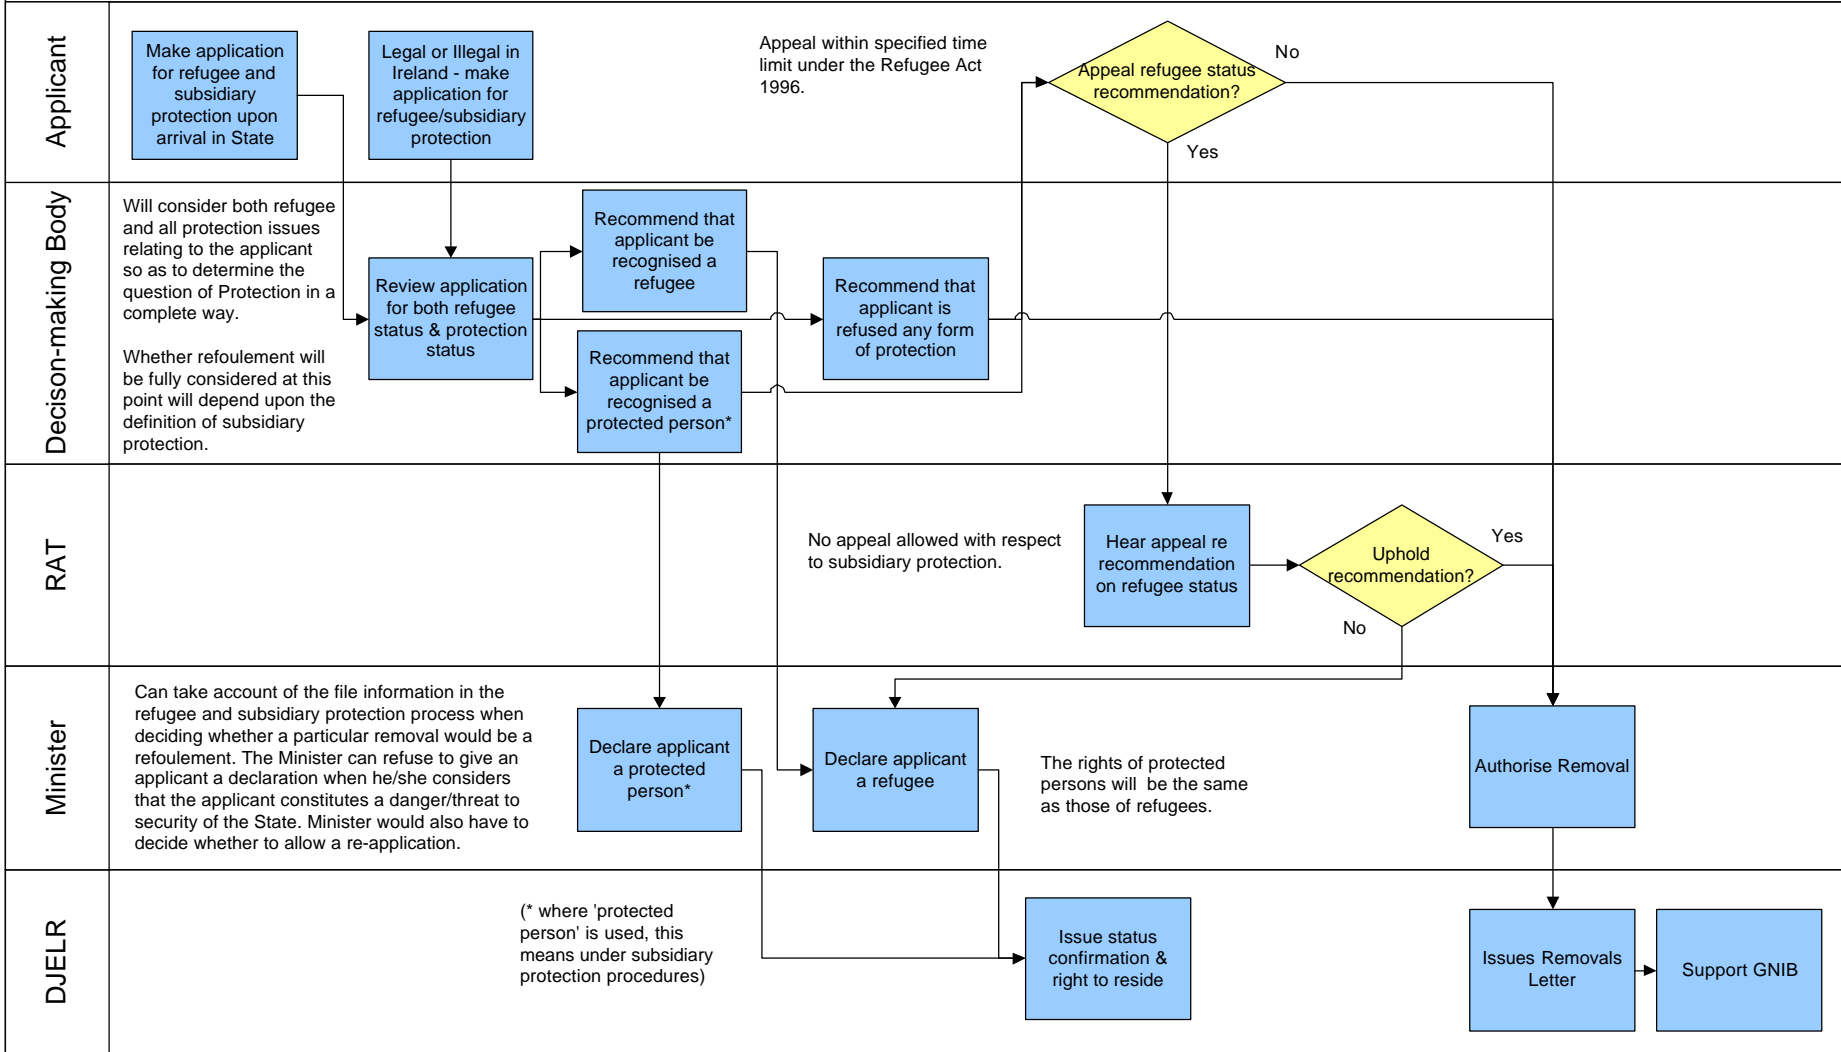 Applicant
Make application
for refugee and
subsidiary
protection upon
arrival in State
Legal or Illegal in
Ireland - make
application for
refugee/subsidiary
protection
Appeal within specified time
limit under the Refugee Act
1996.
Appeal refugee status
recommendation?
No
Yes
Decison-making Body
Will consider both refugee
and all protection issues
relating to the applicant
so as to determine the
question of Protection in a
complete way.
Whether refoulement will
be fully considered at this
point will depend upon the
definition of subsidiary
protection.
Review application
for both refugee
status & protection
status
Recommend that
applicant be
recognised a
refugee
Recommend that
applicant be
recognised a
protected person*
Recommend that
applicant is
refused any form
of protection
RAT
No appeal allowed with respect
to subsidiary protection.
Hear appeal re
recommendation
on refugee status
Uphold
recommendation?
Yes
No
Minister
Can take account of the file information in the
refugee and subsidiary protection process when
deciding whether a particular removal would be a
refoulement. The Minister can refuse to give an
applicant a declaration when he/she considers
that the applicant constitutes a danger/threat to
security of the State. Minister would also have to
decide whether to allow a re-application.
Declare applicant
a protected
person*
Declare applicant
a refugee
The rights of protected
persons will be the same
as those of refugees.
Authorise Removal
DJELR
(* where 'protected
person' is used, this
means under subsidiary
protection procedures)
Issue status
confirmation &
right to reside
Issues Removals
Letter
Support GNIB